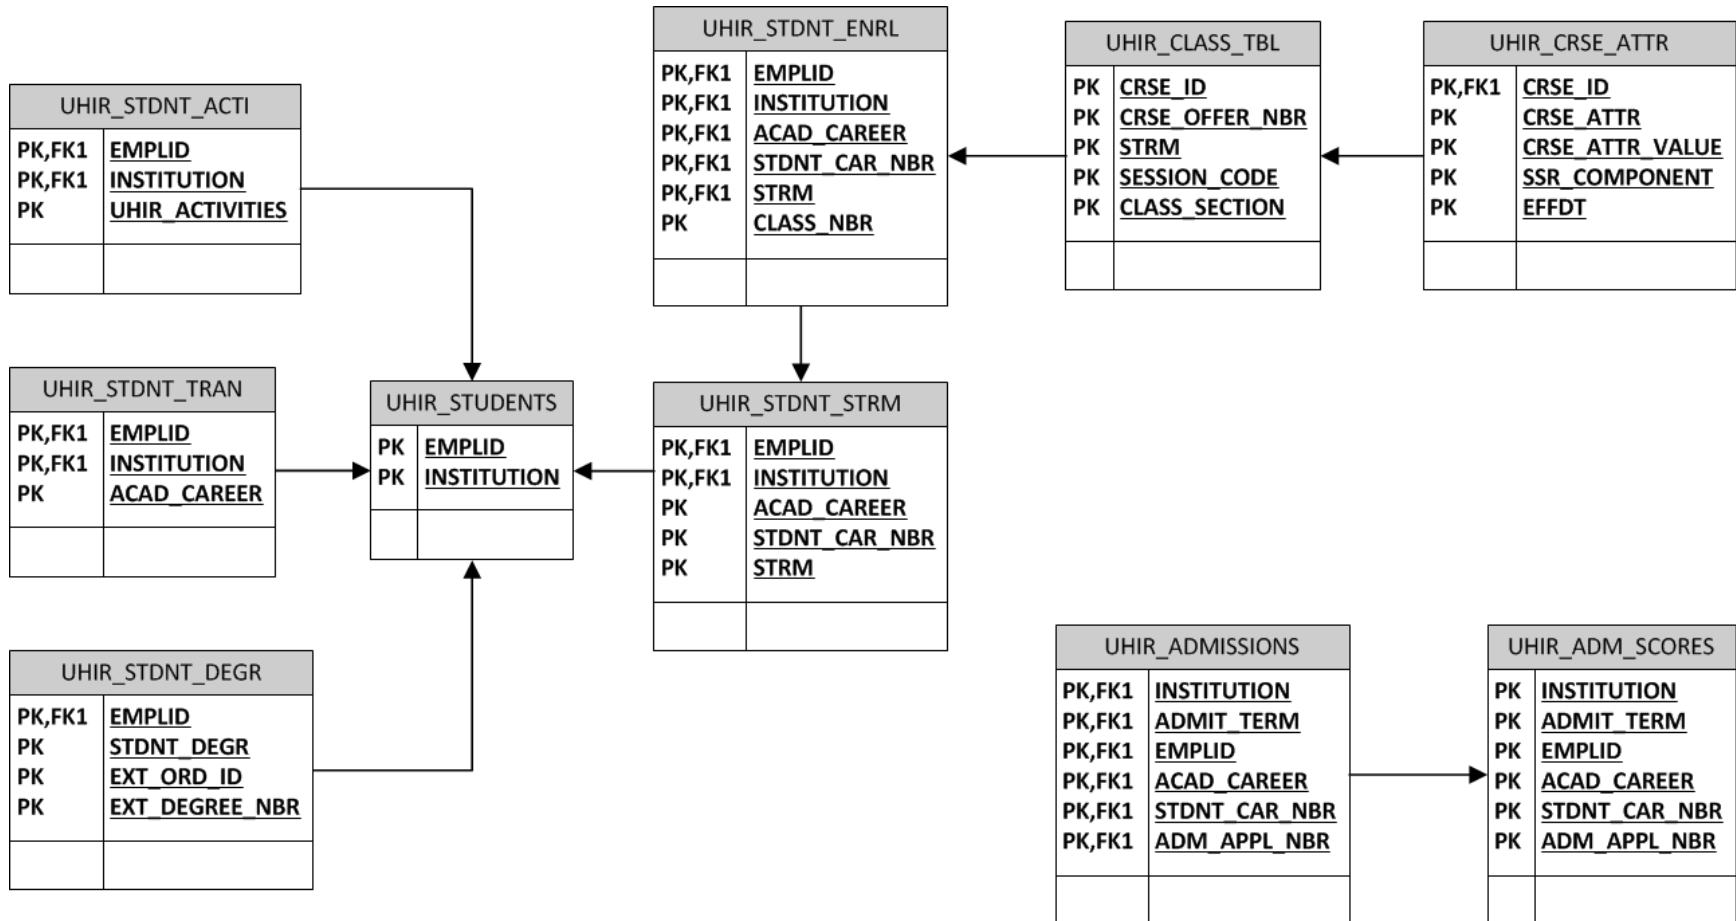 UHIR_STDNT_ACTI
PK,FK1 EMPLID
PK,FK1 INSTITUTION
PK UHIR_ACTIVITIES
UHIR_STDNT_TRAN
PK,FK1 EMPLID
PK,FK1 INSTITUTION
PK ACAD_CAREER
UHIR_STDNT_DEGR
PK,FK1 EMPLID
PK STDNT_DEGR
PK EXT_ORD_ID
PK EXT_DEGREE_NBR
UHIR_STUDENTS
PK EMPLID
PK INSTITUTION
UHIR_STDNT_ENRL
PK,FK1 EMPLID
PK,FK1 INSTITUTION
PK,FK1 ACAD_CAREER
PK,FK1 STDNT_CAR_NBR
PK,FK1 STRM
PK CLASS_NBR
UHIR_STDNT_STRM
PK,FK1 EMPLID
PK,FK1 INSTITUTION
PK ACAD_CAREER
PK STDNT_CAR_NBR
PK STRM
UHIR_CLASS_TBL
PK CRSE_ID
PK CRSE_OFFER_NBR
PK STRM
PK SESSION_CODE
PK CLASS_SECTION
UHIR_CRSE_ATTR
PK,FK1 CRSE_ID
PK CRSE_ATTR
PK CRSE_ATTR_VALUE
PK SSR_COMPONENT
PK EFFDT
UHIR_ADMISSIONS
PK,FK1 INSTITUTION
PK,FK1 ADMIT_TERM
PK,FK1 EMPLID
PK,FK1 ACAD_CAREER
PK,FK1 STDNT_CAR_NBR
PK,FK1 ADM_APPL_NBR
UHIR_ADM_SCORES
PK INSTITUTION
PK ADMIT_TERM
PK EMPLID
PK ACAD_CAREER
PK STDNT_CAR_NBR
PK ADM_APPL_NBR